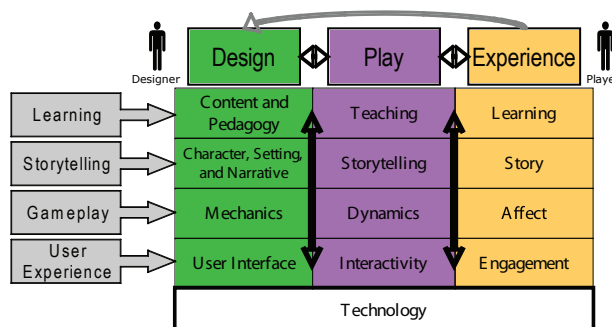 Design
Play
Experience
Designer
Playe
Learning
Content and
Pedagogy
Teaching
Learning
Storytelling
Character, Setting,
and Narrative
Storytelling
Story
Gameplay
Mechanics
Dynamics
Affect
User
Experience
User Interface
Interactivity
Engagement
Technology